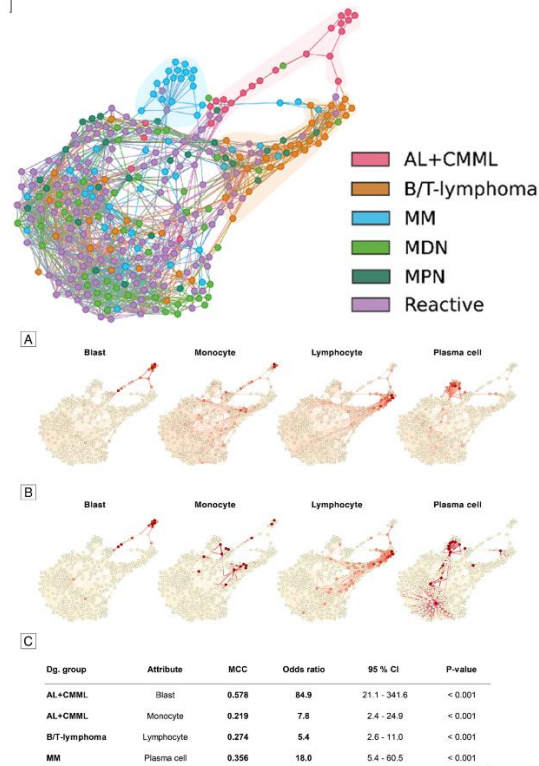 ]
AL+CMML
B/T-lymphoma
MM
MDN
MPN
Reactive
A
Blast Monocyte Lymphocyte Plasma cell
B
Blast Monocyte Lymphocyte Plasma cell
C
Dg. group Attribute MCC Odds ratio 95 % CI P-value
AL+CMML Blast 0.578 84.9 21.1 - 341.6 < 0.001
AL+CMML Monocyte 0.219 7.8 2.4 - 24.9 < 0.001
B/T-lymphoma Lymphocyte 0.274 5.4 2.6 - 11.0 < 0.001
MM Plasma cell 0.356 18.0 5.4 - 60.5 < 0.001